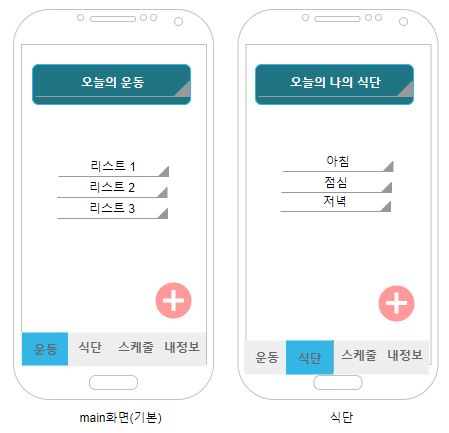 오늘의 운동
리스트 1
리스트 2
리스트 3
운동 식단 스케줄 내정보
main화면(기본)
오늘의 나의 식단
아침
점심
저녁
운동 식단 스케줄 내정보
식단